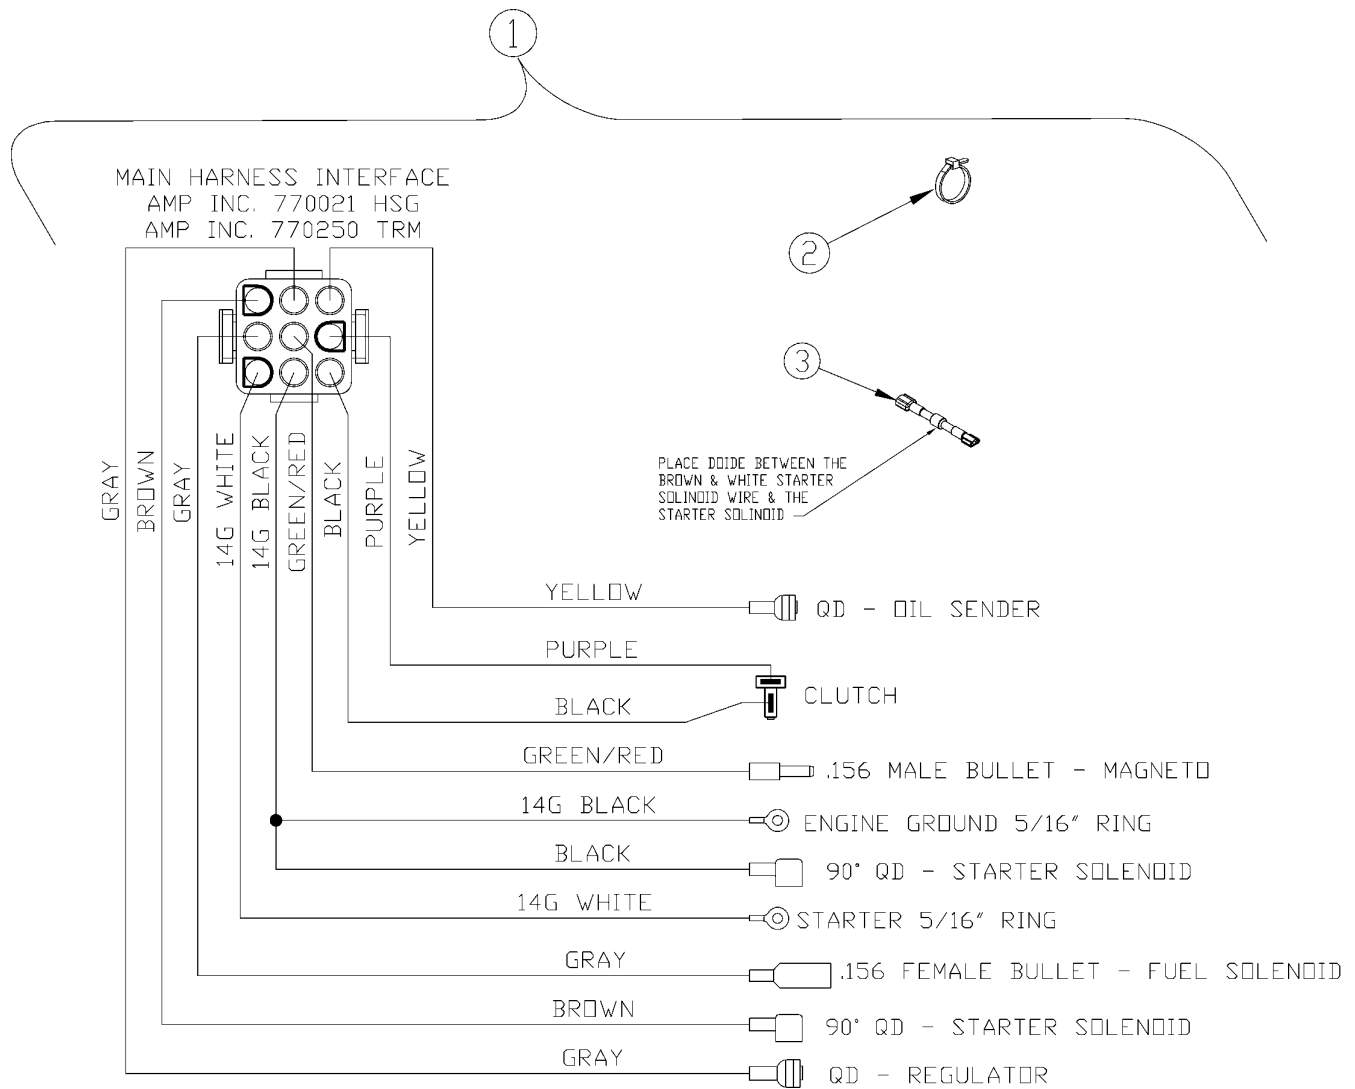 1
MAIN HARNESS INTERFACE
AMP INC. 770021 HSG
AMP INC. 770250 TRM
2
3
PLACE DOIDE BETWEEN THE
BROWN & WHITE STARTER
SOLINOID WIRE & THE
STARTER SOLINOID
GRAY
BROWN
GRAY
14G WHITE
14G BLACK
GREEN/RED
BLACK
PURPLE
YELLOW
YELLOW
QD - OIL SENDER
PURPLE
CLUTCH
BLACK
GREEN/RED
.156 MALE BULLET - MAGNETO
14G BLACK
ENGINE GROUND 5/16" RING
BLACK
90° QD - STARTER SOLENOID
14G WHITE
STARTER 5/16" RING
GRAY
.156 FEMALE BULLET - FUEL SOLENOID
BROWN
90° QD - STARTER SOLENOID
GRAY
QD - REGULATOR